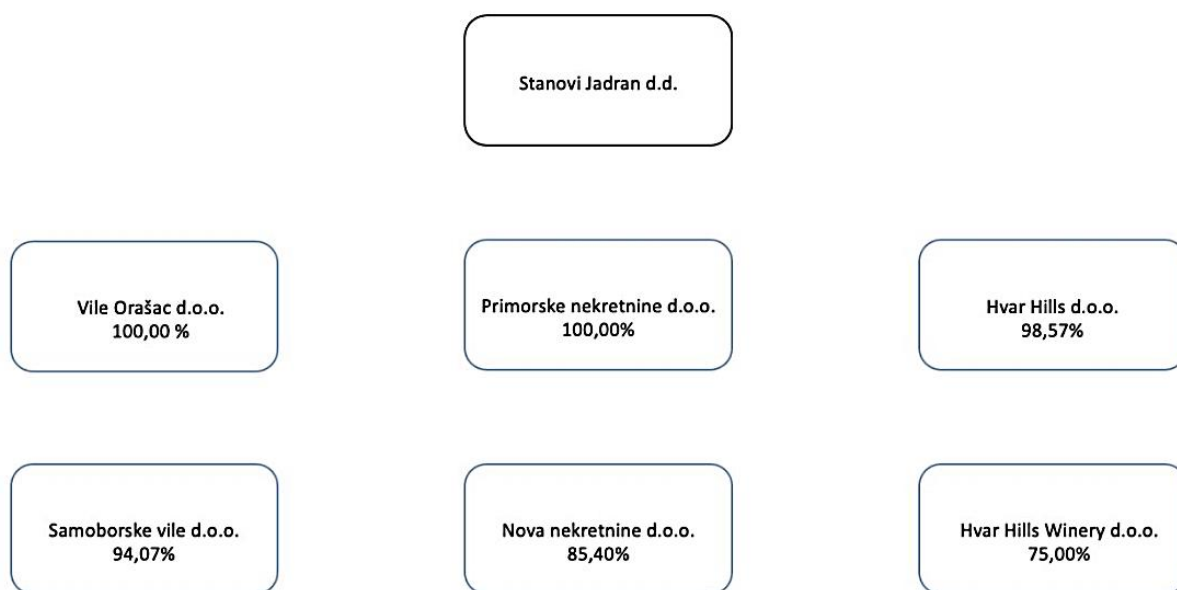 Stanovi Jadran d.d.
Vile Orašac d.o.o.
100,00 %
Primorske nekretnine d.o.o.
100,00%
Hvar Hills d.o.o.
98,57%
Samoborske vile d.o.o.
94,07%
Nova nekretnine d.o.o.
85,40%
Hvar Hills Winery d.o.o.
75,00%